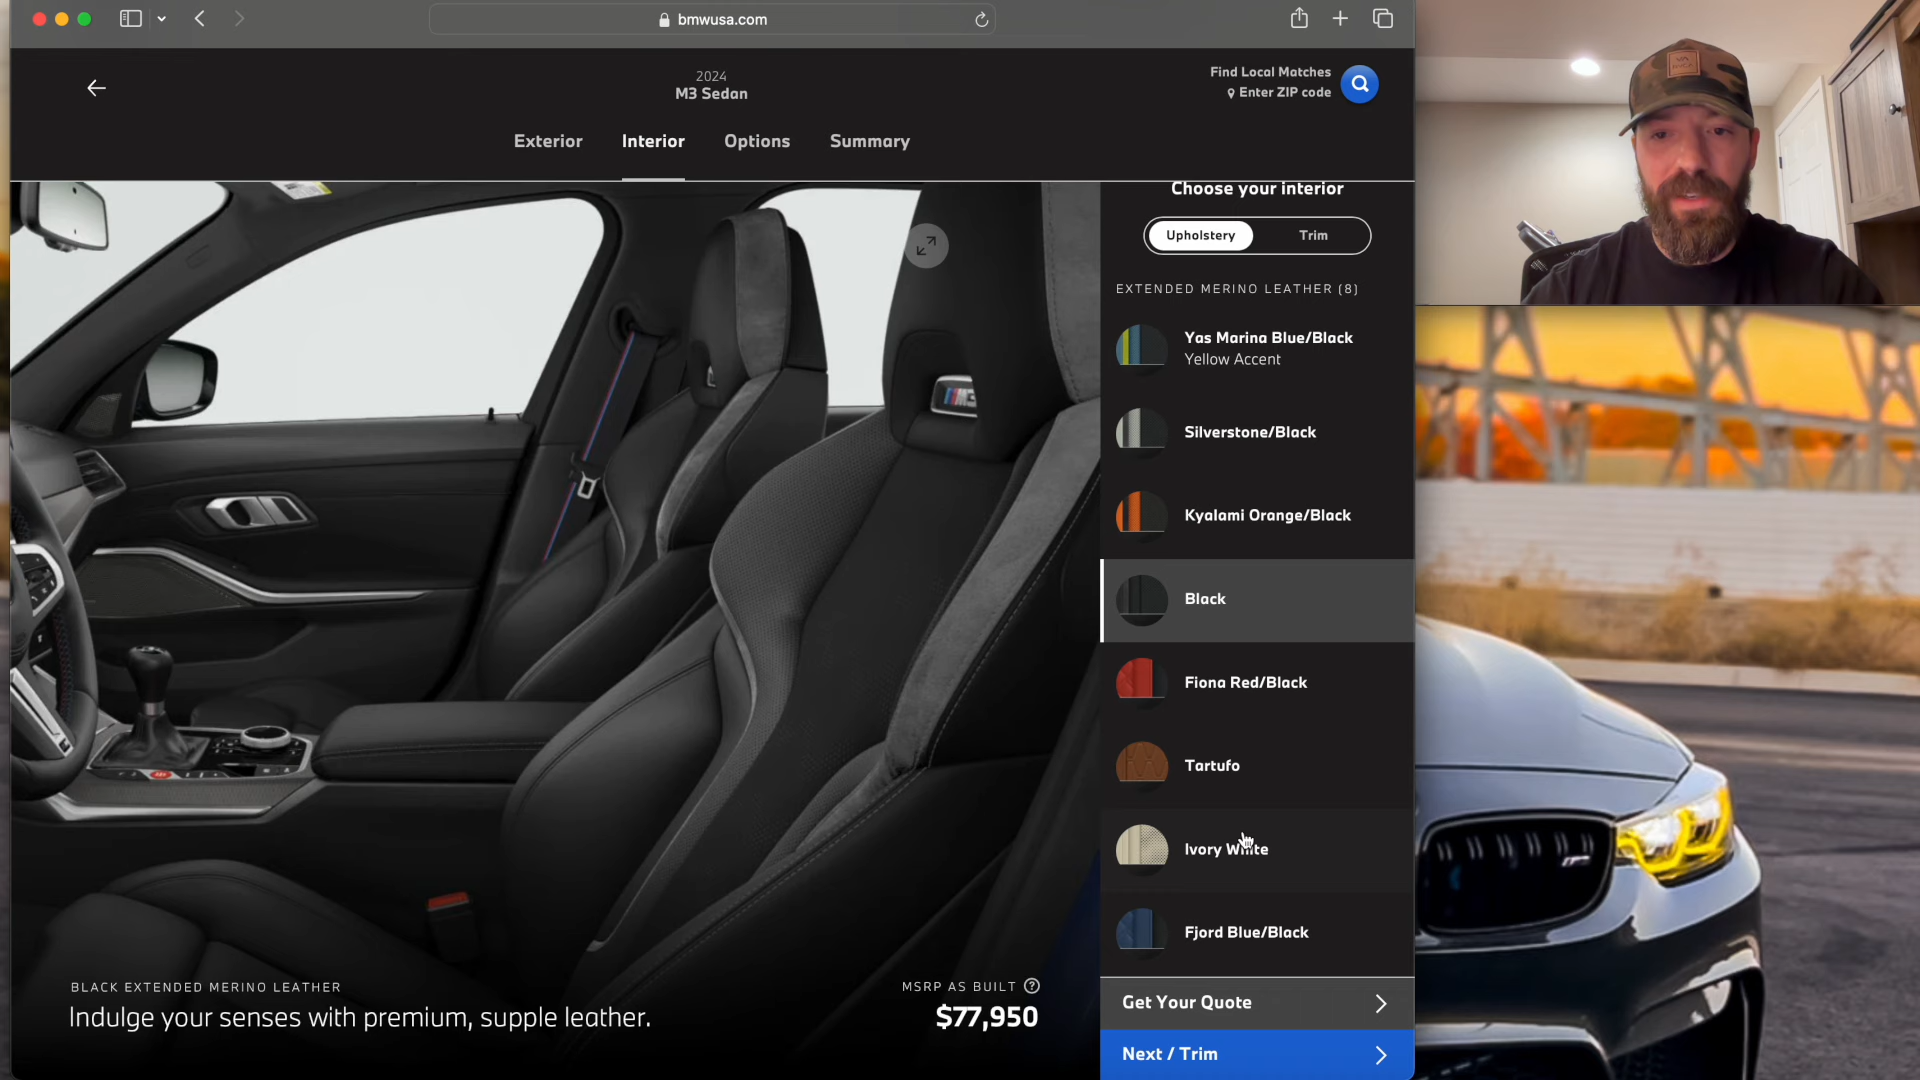 bmwusa.com
2024
M3 Sedan
Find Local Matches
Enter ZIP code
Exterior
Interior
Options
Summary
Choose your interior
Upholstery
Trim
EXTENDED MERINO LEATHER (8)
Yas Marina Blue/Black
Yellow Accent
Silverstone/Black
Kyalami Orange/Black
Black
Fiona Red/Black
Tartufo
Ivory White
Fjord Blue/Black
BLACK EXTENDED MERINO LEATHER
Indulge your senses with premium, supple leather.
MSRP AS BUILT ?
$77,950
Get Your Quote
Next / Trim
M3